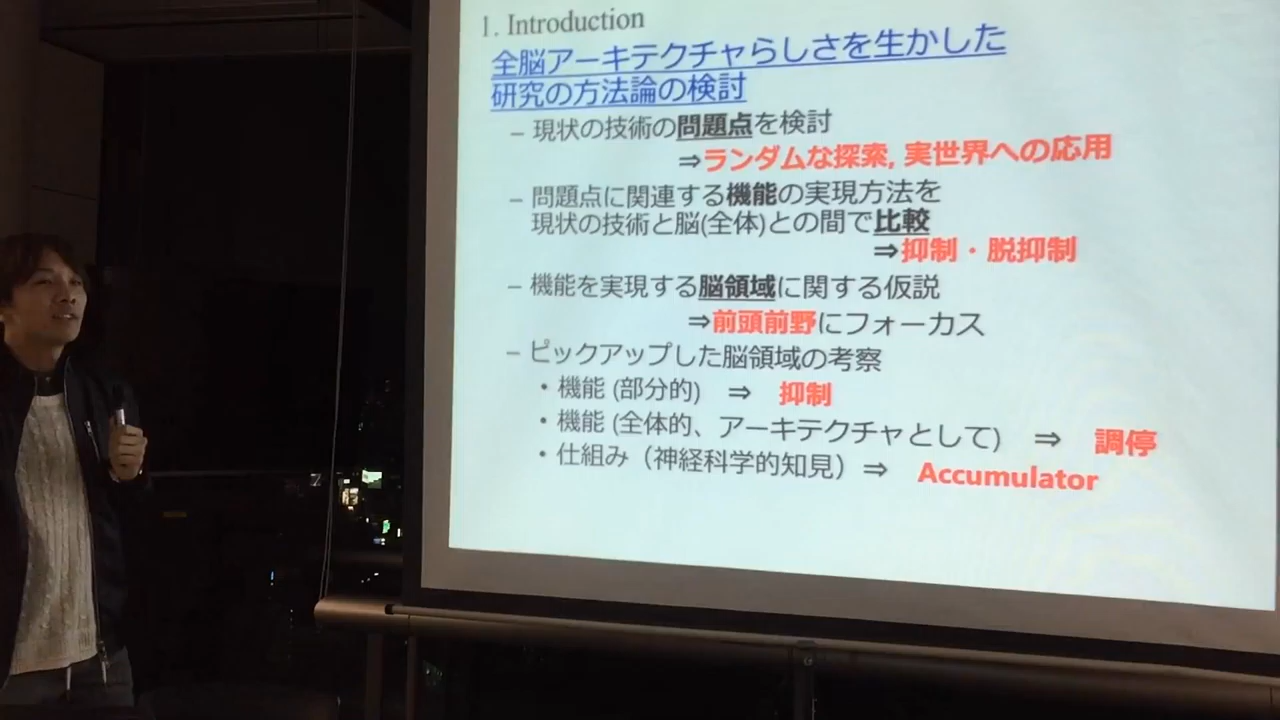 1. Introduction
全脳アーキテクチャらしさを生かした
研究の方法論の検討
– 現状の技術の問題点を検討
⇒ランダムな探索, 実世界への応用
– 問題点に関連する機能の実現方法を
現状の技術と脳(全体)との間で比較
⇒抑制・脱抑制
– 機能を実現する脳領域に関する仮説
⇒前頭前野にフォーカス
– ピックアップした脳領域の考察
• 機能 (部分的) ⇒ 抑制
• 機能 (全体的、アーキテクチャとして) ⇒ 調停
• 仕組み（神経科学的知見）⇒ Accumulator